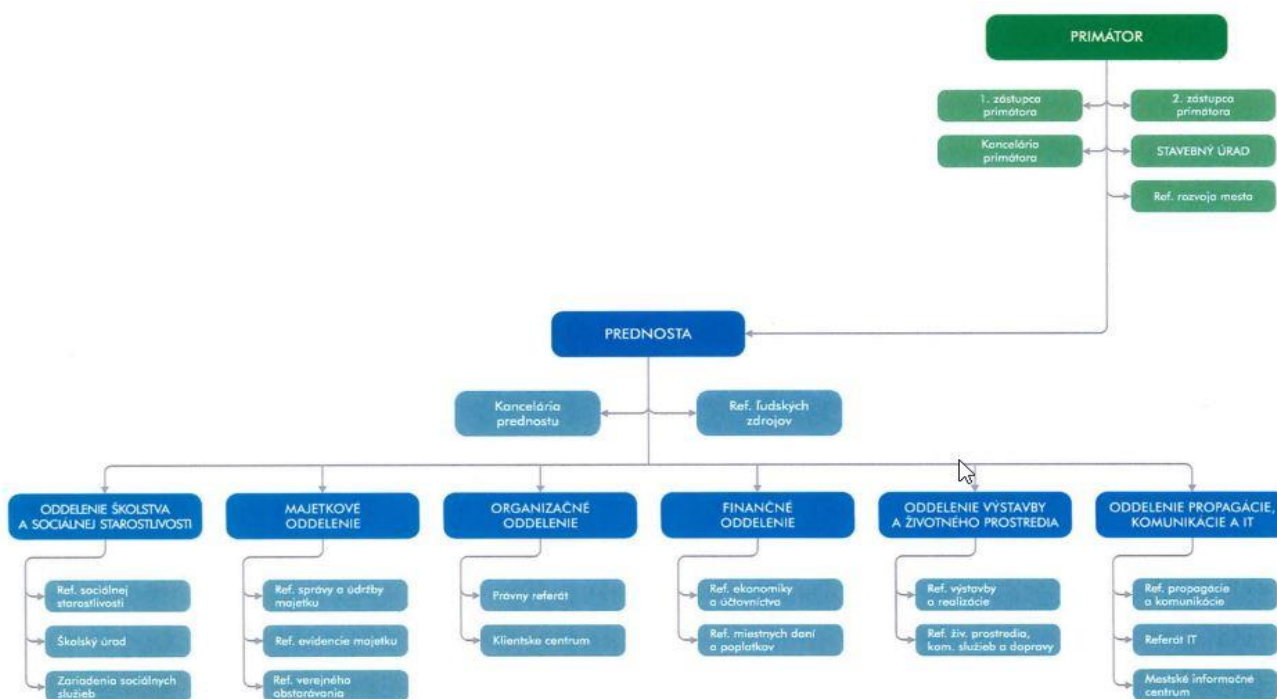 PRIMÁTOR
1. zástupca
primátora
2. zástupca
primátora
Kancelária
primátora
STAVEBNÝ ÚRAD
Ref. rozvoja mesta
PREDNOSTA
Kancelária
prednostu
Ref. ľudských
zdrojov
ODDELENIE ŠKOLSTVA
A SOCIÁLNEJ STAROSTLIVOSTI
Ref. sociálnej
starostlivosti
Školský úrad
Zariadenia sociálnych
služieb
MAJETKOVÉ
ODDELENIE
Ref. správy a údržby
majetku
Ref. evidencie majetku
Ref. verejného
obstarávania
ORGANIZAČNÉ
ODDELENIE
Právny referát
Klientske centrum
FINANČNÉ
ODDELENIE
Ref. ekonomiky
a účtovníctva
Ref. miestnych daní
a poplatkov
ODDELENIE VÝSTAVBY
A ŽIVOTNÉHO PROSTREDIA
Ref. výstavby
a realizácie
Ref. živ. prostredia,
kom. služieb a dopravy
ODDELENIE PROPAGÁCIE,
KOMUNIKÁCIE A IT
Ref. propagácie
a komunikácie
Referát IT
Mestské informačné
centrum